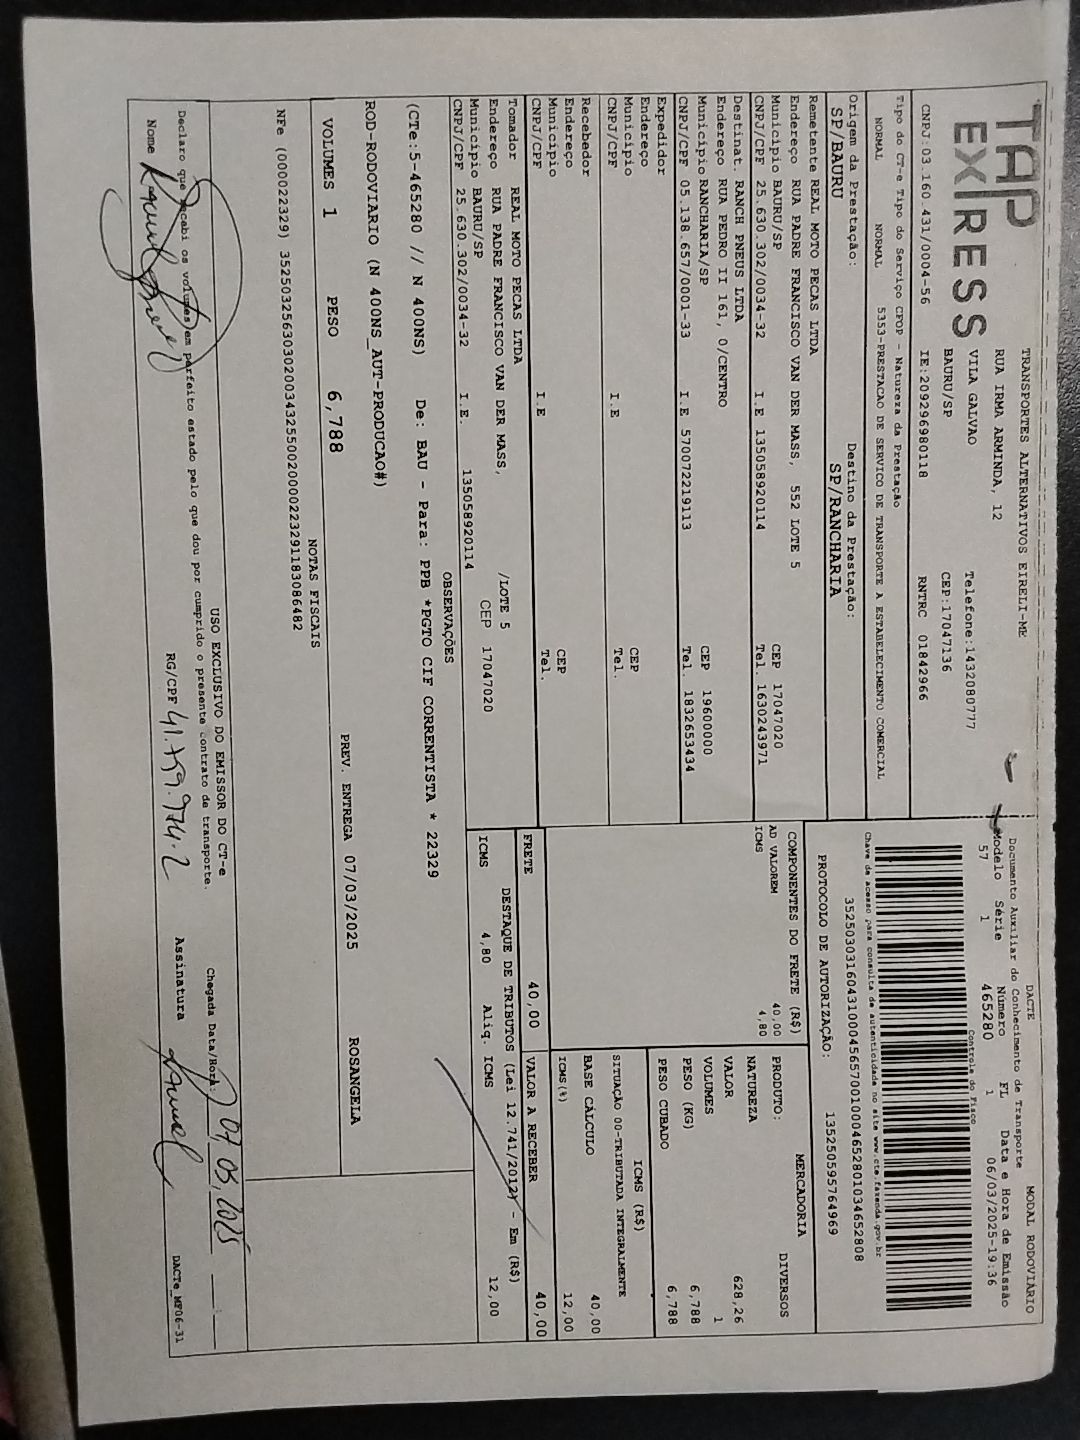 TAP
EXPRESS
TRANSPORTES ALTERNATIVOS EIRELI-ME
RUA IRMA ARMINDA, 12
Telefone:1432080777
VILA GALVAO
CEP:17047136
BAURU/SP
CNPJ:03.160.431/0004-56 IE:209296980118 RNTRC 01842966
Tipo do CT-e Tipo do Serviço CFOP - Natureza da Prestação
NORMAL NORMAL 5353-PRESTACAO DE SERVICO DE TRANSPORTE A ESTABELECIMENTO COMERCIAL
Origem da Prestação: Destino da Prestação:
SP/BAURU SP/RANCHARIA
Remetente REAL MOTO PECAS LTDA
Endereço RUA PADRE FRANCISCO VAN DER MASS, 552 LOTE 5
Município BAURU/SP CEP 17047020
CNPJ/CPF 25.630.302/0034-32 I.E 135058920114 Tel. 1630243971
Destinat. RANCH PNEUS LTDA
Endereço RUA PEDRO II 161, 0/CENTRO
Município RANCHARIA/SP CEP 19600000
CNPJ/CPF 05.138.657/0001-33 I.E 570072219113 Tel. 1832653434
Expedidor
Endereço
Município CEP
CNPJ/CPF I.E Tel.
Recebedor
Endereço
Município CEP
CNPJ/CPF I.E Tel.
Tomador REAL MOTO PECAS LTDA
Endereço RUA PADRE FRANCISCO VAN DER MASS, /LOTE 5
Município BAURU/SP CEP 17047020
CNPJ/CPF 25.630.302/0034-32 I.E. 135058920114
MODAL RODOVIÁRIO
DACTE
Documento Auxiliar do Conhecimento de Transporte
Modelo Série Número FL Data e Hora de Emissão
57 1 465280 1 06/03/2025-19:36
Controle do Fisco
Chave de acesso para consulta de autenticidade no site www.cte.fazenda.gov.br
35250303160431000456570010004652801034652808
PROTOCOLO DE AUTORIZAÇÃO: 135250595764969
COMPONENTES DO FRETE (R$)
AD VALOREM 40,00
ICMS 4,80
MERCADORIA
PRODUTO: DIVERSOS
NATUREZA
VALOR 628,26
VOLUMES 1
PESO (KG) 6,788
PESO CUBADO 6,788
ICMS (R$)
SITUAÇÃO 00-TRIBUTADA INTEGRALMENTE
BASE CÁLCULO 40,00
ICMS(%) 12,00
FRETE 40,00 VALOR A RECEBER 40,00
DESTAQUE DE TRIBUTOS (Lei 12.741/2012) - Em (R$)
ICMS 4,80 Aliq. ICMS 12,00
OBSERVAÇÕES
(CTe:5-465280 // N 400NS) De: BAU - Para: PPB *PGTO CIF CORRENTISTA * 22329
ROD-RODOVIARIO (N 400NS_AUT-PRODUCAO#)
ROSANGELA
VOLUMES 1 PESO 6,788 PREV. ENTREGA 07/03/2025
NOTAS FISCAIS
NFe (000022329) 35250325630302003432550020000223291183086482
USO EXCLUSIVO DO EMISSOR DO CT-e
Declaro que recebi os volumes em perfeito estado pelo que dou por cumprido o presente contrato de transporte.
Chegada Data/Hora: 07 03, 2025
Nome RG/CPF 41.759.974-2 Assinatura
DACTe_MF06-31